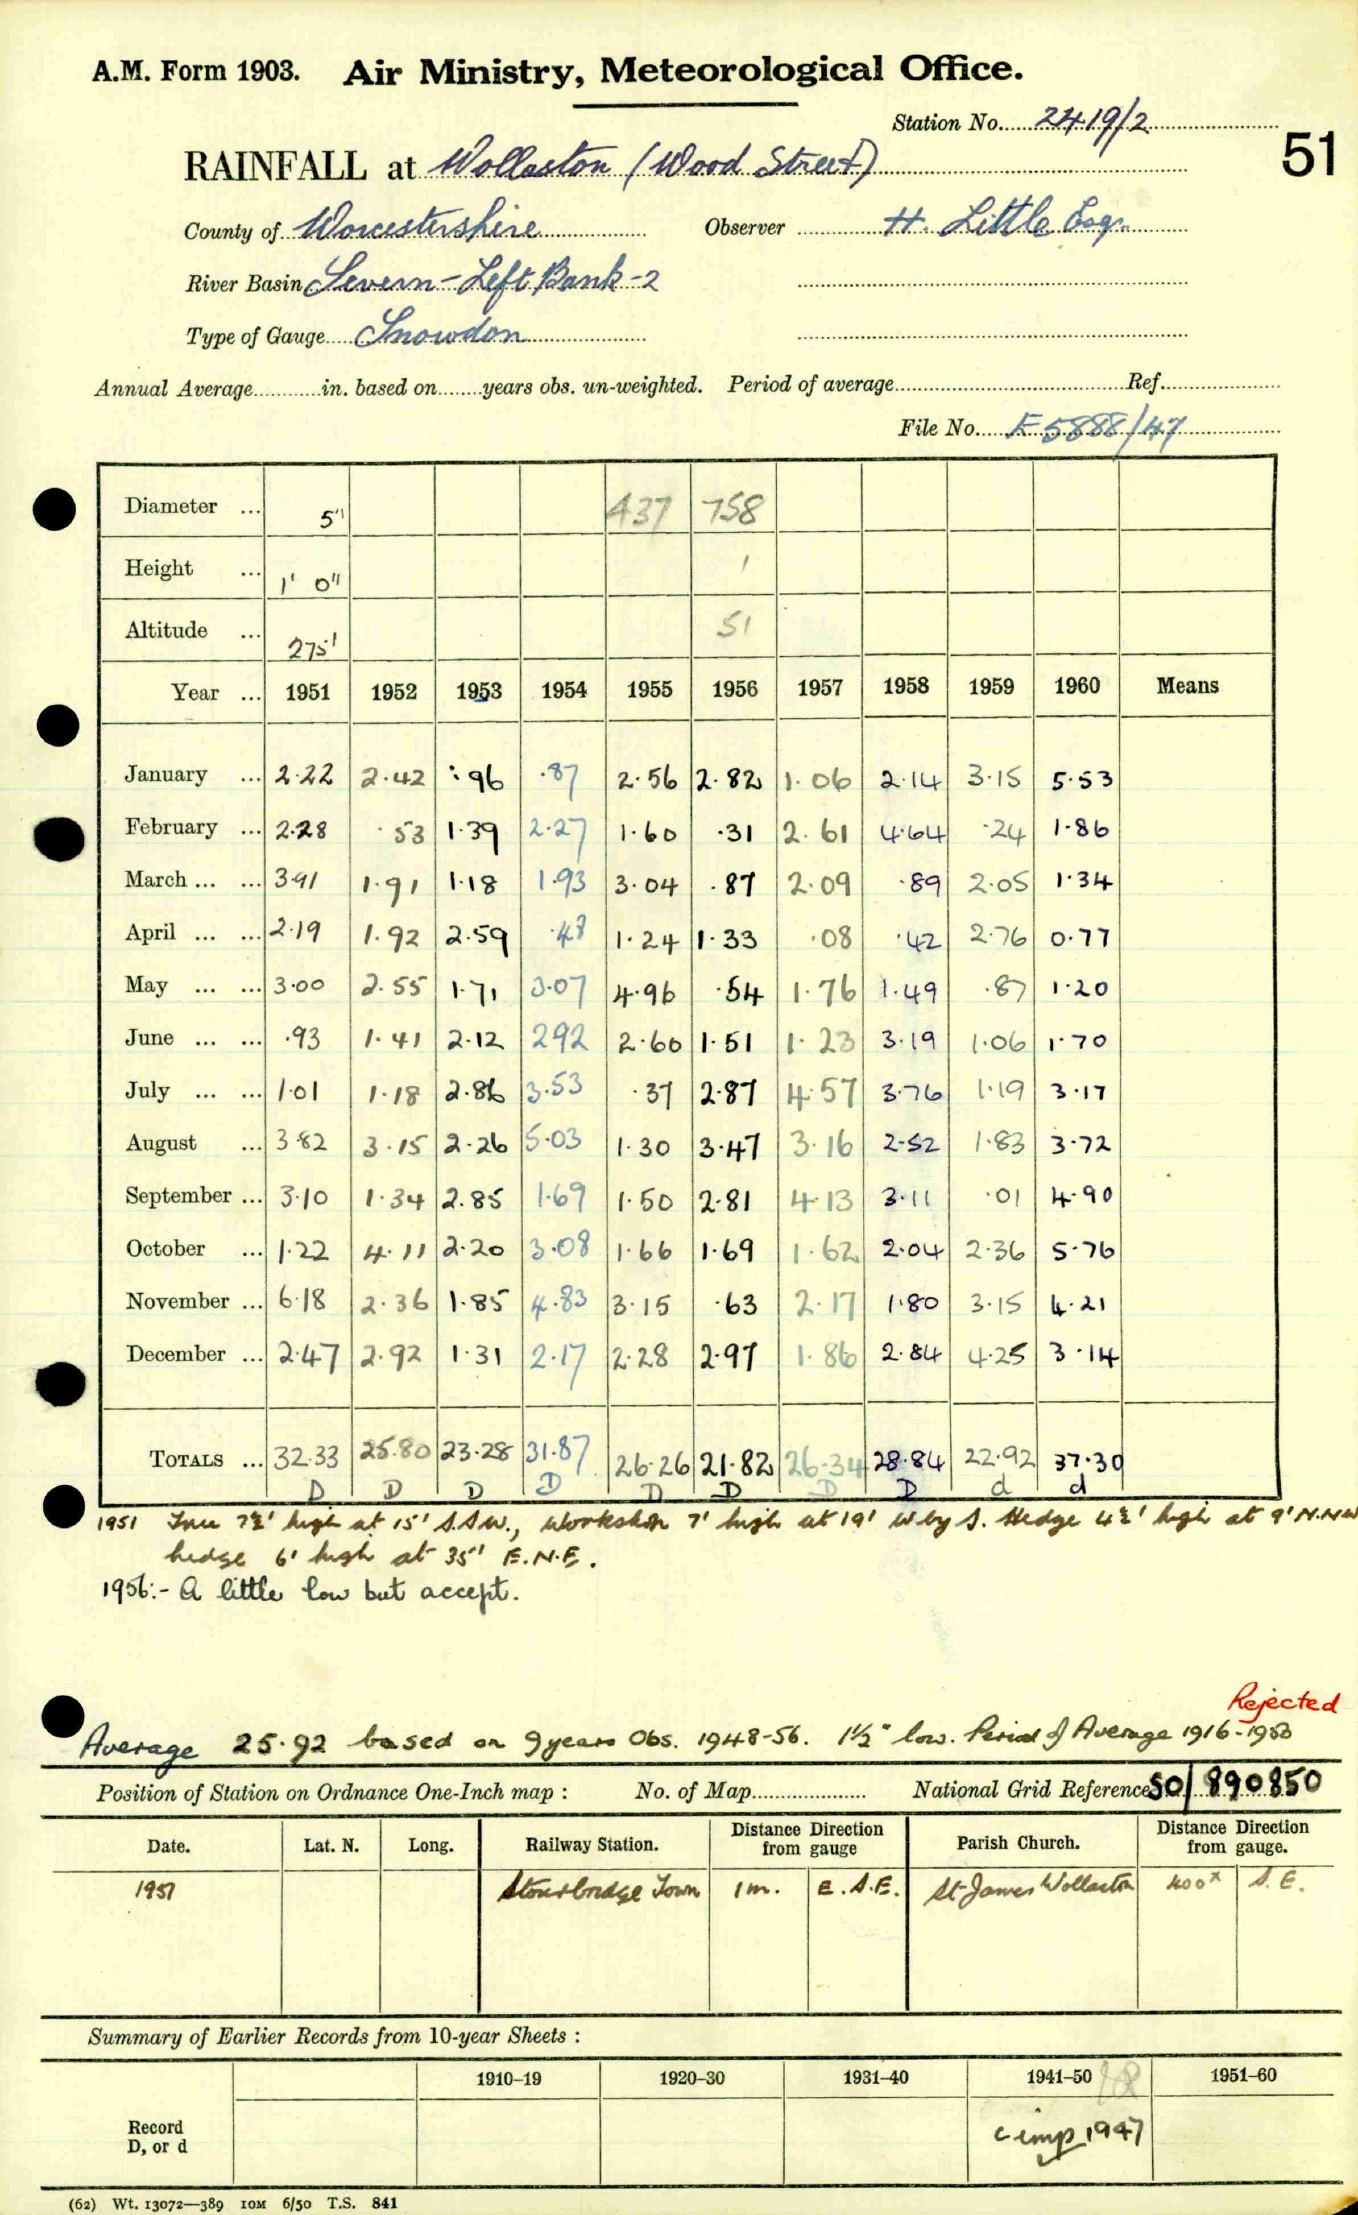 A.M. Form 1903. Air Ministry, Meteorological Office.
Station No. 2419/2
51
RAINFALL at Wollaston (Wood Street)
County of Worcestershire Observer H. Little Esq.
River Basin Severn-Left Bank-2
Type of Gauge Snowdon
Annual Average in. based on years obs. un-weighted. Period of average Ref.
File No. F5888/47
Diameter ... 5" 437 758
Height ... 1' 0" 1
Altitude ... 275' 51
Year ... 1951 1952 1953 1954 1955 1956 1957 1958 1959 1960 Means
January ... 2.22 2.42 .96 .87 2.56 2.82 1.06 2.14 3.15 5.53
February ... 2.28 .53 1.39 2.27 1.60 .31 2.61 4.64 .24 1.86
March ... ... 3.91 1.91 1.18 1.93 3.04 .87 2.09 .89 2.05 1.34
April ... ... 2.19 1.92 2.59 .48 1.24 1.33 .08 .42 2.76 0.77
May ... ... 3.00 2.55 1.71 3.07 4.96 .54 1.76 1.49 .87 1.20
June ... ... .93 1.41 2.12 2.92 2.60 1.51 1.23 3.19 1.06 1.70
July ... ... 1.01 1.18 2.86 3.53 .37 2.87 4.57 3.76 1.19 3.17
August ... 3.82 3.15 2.26 5.03 1.30 3.47 3.16 2.52 1.83 3.72
September ... 3.10 1.34 2.85 1.69 1.50 2.81 4.13 3.11 .01 4.90
October ... 1.22 4.11 2.20 3.08 1.66 1.69 1.62 2.04 2.36 5.76
November ... 6.18 2.36 1.85 4.83 3.15 .63 2.17 1.80 3.15 4.21
December ... 2.47 2.92 1.31 2.17 2.28 2.97 1.86 2.84 4.25 3.14
TOTALS ... 32.33 25.80 23.28 31.87 26.26 21.82 26.34 28.84 22.92 37.30
D D D D D D D D d d
1951 Tree 7½' high at 15' S.S.W., Workshop 7' high at 19' W by S. Hedge 4½' high at 9' N.N.W
hedge 6' high at 35' E.N.E.
1956:- A little low but accept.
Rejected
Average 25.92 based on 9 years Obs. 1948-56. 1½" low. Period of Average 1916-1950
Position of Station on Ordnance One-Inch map : No. of Map National Grid Reference SO/890850
Date. Lat. N. Long. Railway Station. Distance from Direction gauge Parish Church. Distance from Direction gauge.
1951 Stourbridge Town 1m. E.S.E. St James Wollaston 400x S.E.
Summary of Earlier Records from 10-year Sheets :
1910-19 1920-30 1931-40 1941-50 1951-60
Record
D, or d
c imp 1947
(62) Wt. 13072—389 10M 6/50 T.S. 841